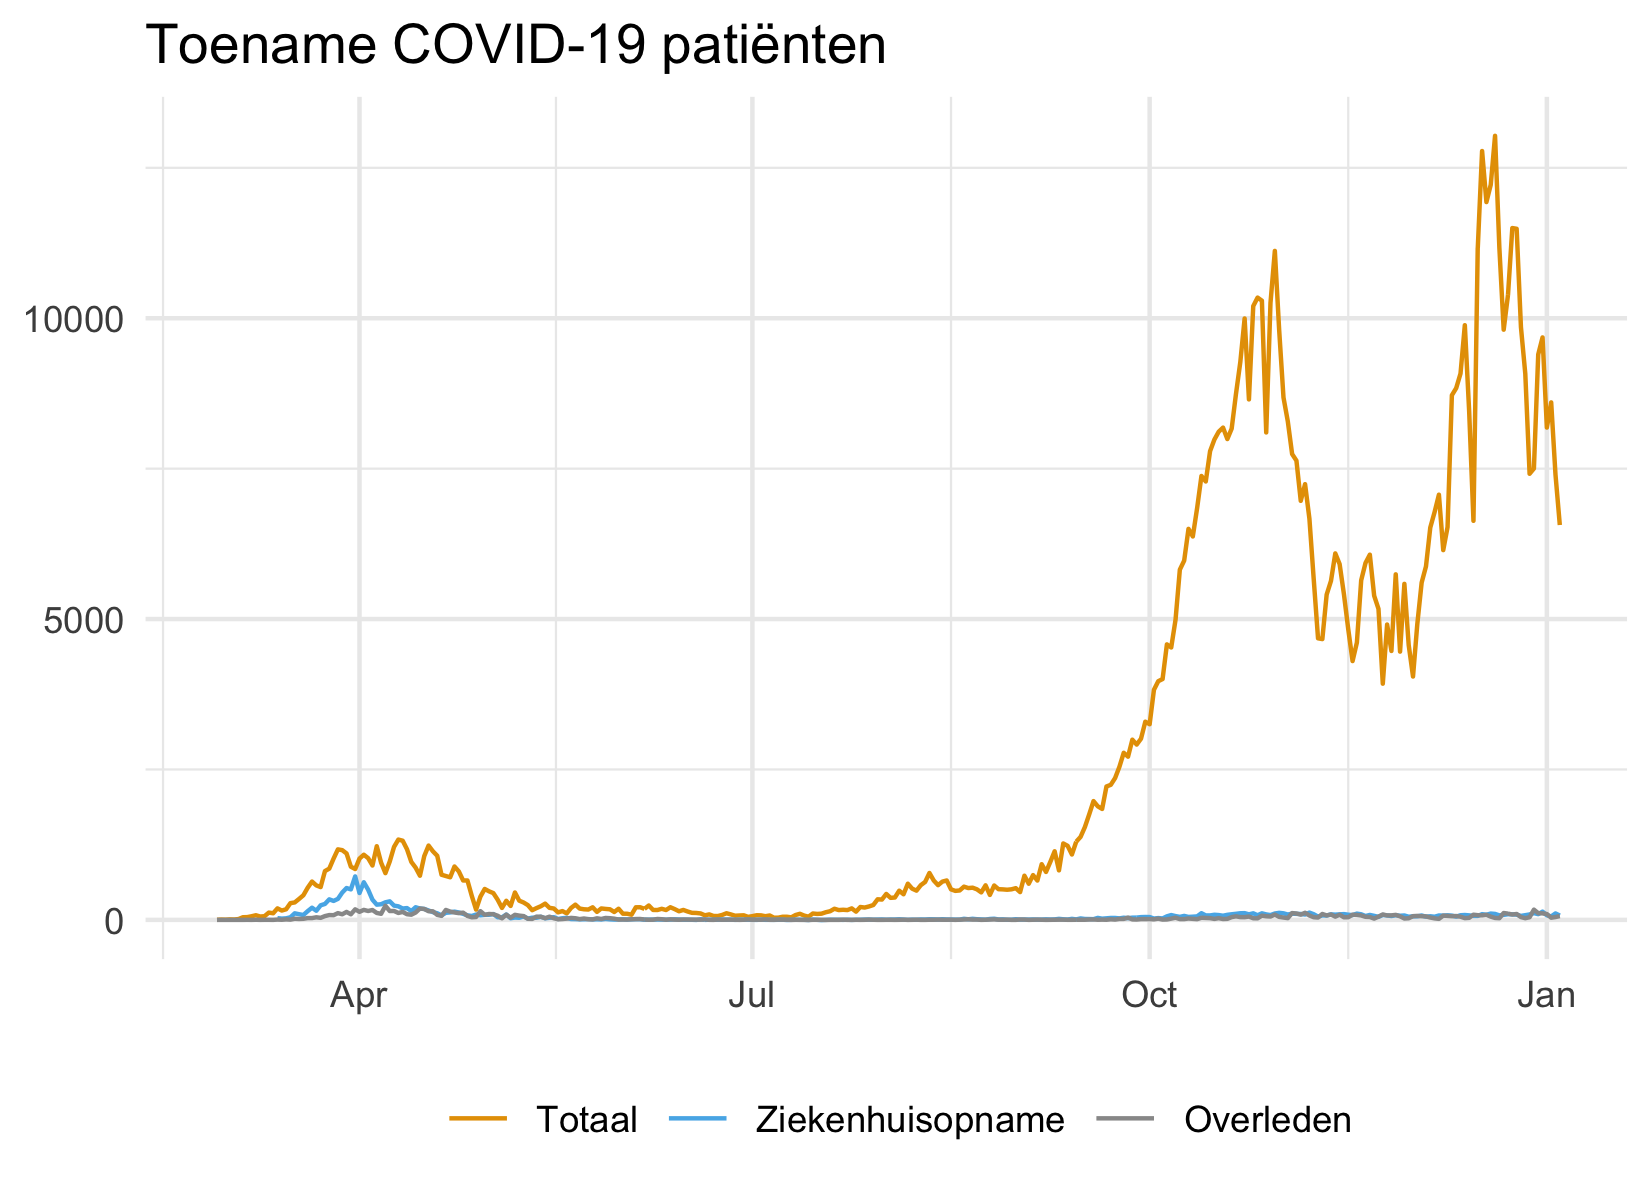 Toename COVID-19 patiënten
10000
5000
0
Apr Jul Oct Jan
Totaal Ziekenhuisopname Overleden